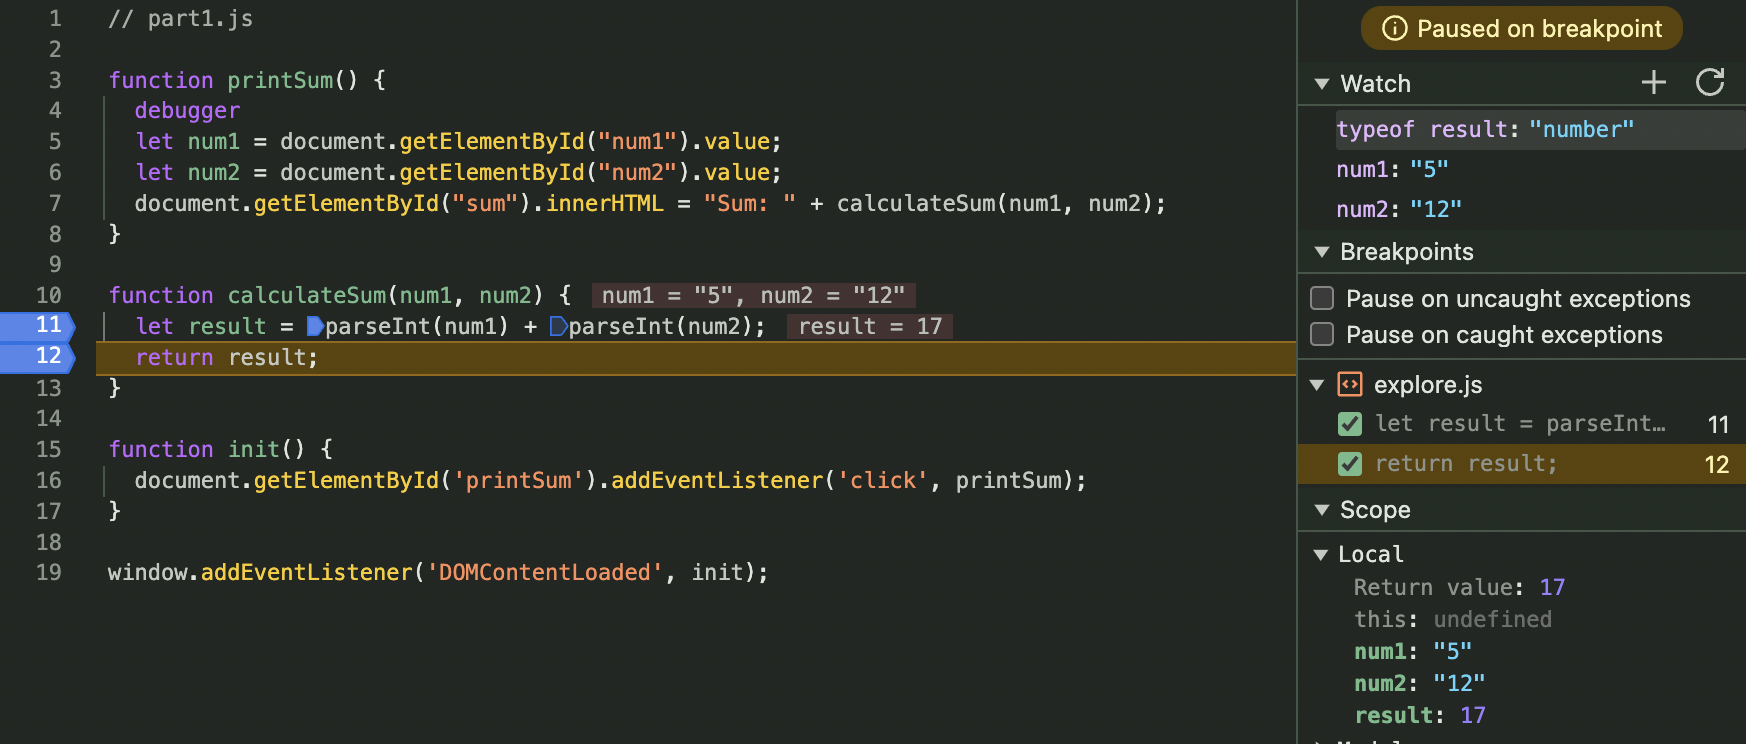 1 // part1.js
2
3 function printSum() {
4 debugger
5 let num1 = document.getElementById("num1").value;
6 let num2 = document.getElementById("num2").value;
7 document.getElementById("sum").innerHTML = "Sum: " + calculateSum(num1, num2);
8 }
9
10 function calculateSum(num1, num2) { num1 = "5", num2 = "12"
11 let result = parseInt(num1) + parseInt(num2); result = 17
12 return result;
13 }
14
15 function init() {
16 document.getElementById('printSum').addEventListener('click', printSum);
17 }
18
19 window.addEventListener('DOMContentLoaded', init);
Paused on breakpoint
Watch
typeof result: "number"
num1: "5"
num2: "12"
Breakpoints
Pause on uncaught exceptions
Pause on caught exceptions
explore.js
let result = parseInt… 11
return result; 12
Scope
Local
Return value: 17
this: undefined
num1: "5"
num2: "12"
result: 17